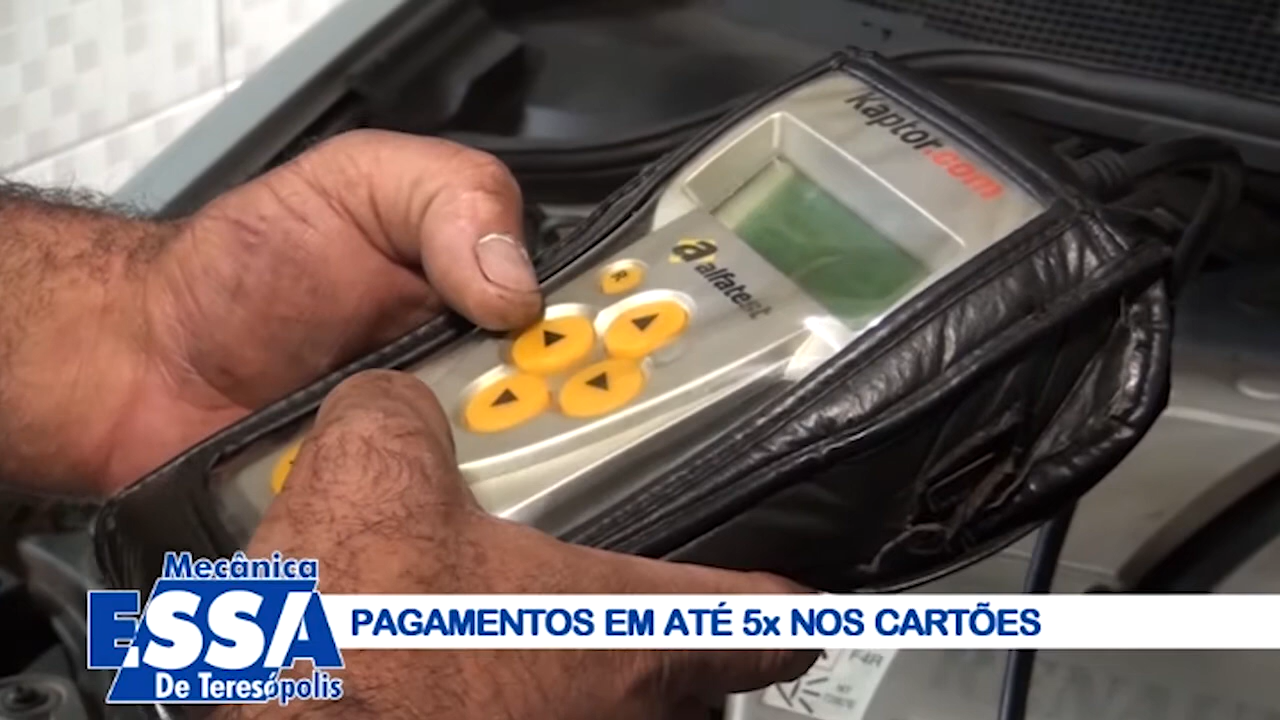 Kaptor.com
alfatest
R
Mecânica
ESSA
De Teresópolis
PAGAMENTOS EM ATÉ 5x NOS CARTÕES